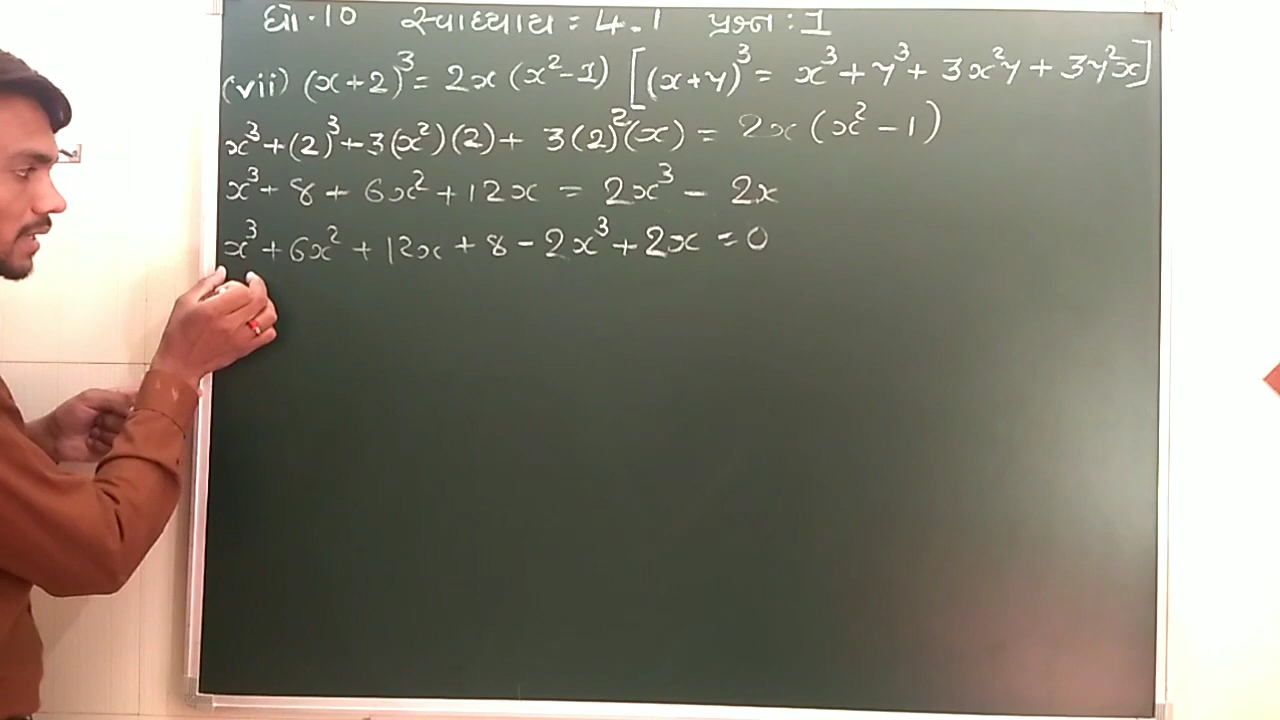 ધો. 10 સ્વાધ્યાય = 4.1 પ્રશ્ન : 1
(vii) (x+2)³ = 2x (x²-1) [(x+y)³ = x³ + y³ + 3x²y + 3y²x]
x³ + (2)³ + 3(x²)(2) + 3(2)²(x) = 2x (x² - 1)
x³ + 8 + 6x² + 12x = 2x³ - 2x
x³ + 6x² + 12x + 8 - 2x³ + 2x = 0